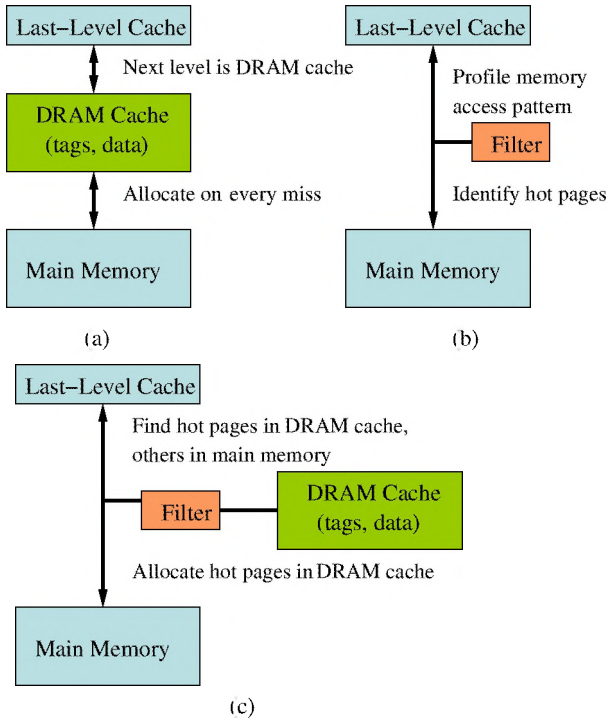 Last–Level Cache
Next level is DRAM cache
DRAM Cache
(tags, data)
Allocate on every miss
Main Memory
(a)
Last–Level Cache
Profile memory
access pattern
Filter
Identify hot pages
Main Memory
(b)
Last–Level Cache
Find hot pages in DRAM cache,
others in main memory
Filter
DRAM Cache
(tags, data)
Allocate hot pages in DRAM cache
Main Memory
(c)